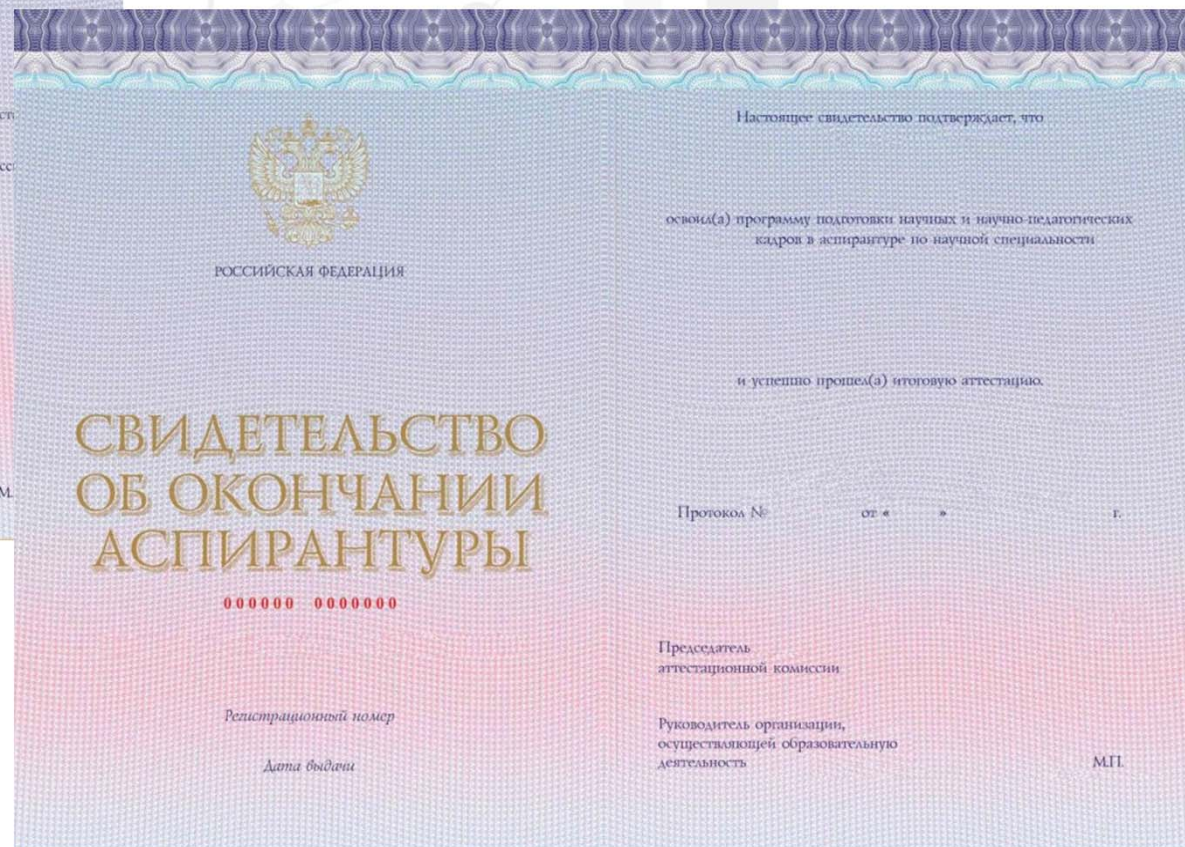 РОССИЙСКАЯ ФЕДЕРАЦИЯ
СВИДЕТЕЛЬСТВО
ОБ ОКОНЧАНИИ
АСПИРАНТУРЫ
000000 0000000
Регистрационный номер
Дата выдачи
Настоящее свидетельство подтверждает, что
освоил(а) программу подготовки научных и научно-педагогических
кадров в аспирантуре по научной специальности
и успешно прошел(а) итоговую аттестацию.
Протокол № от « » г.
Председатель
аттестационной комиссии
Руководитель организации,
осуществляющей образовательную
деятельность М.П.